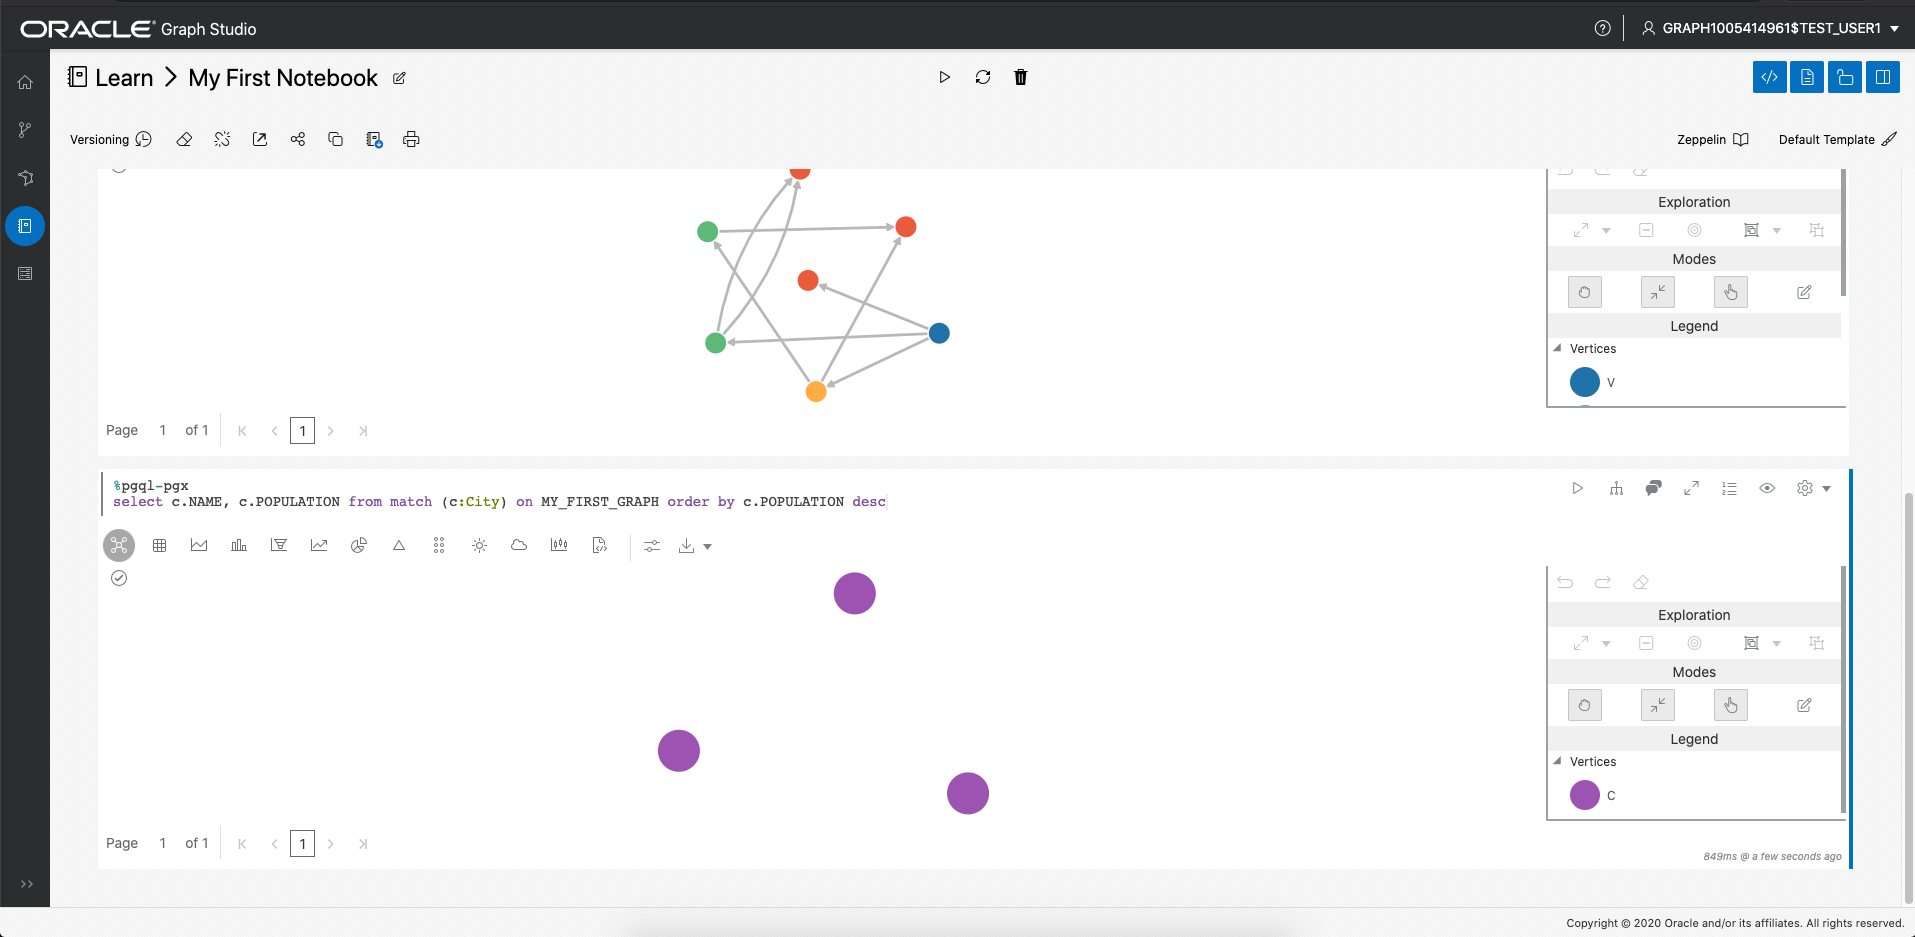 ORACLE® Graph Studio
GRAPH1005414961$TEST_USER1
Learn > My First Notebook
Versioning
Zeppelin
Default Template
Exploration
Modes
Legend
Vertices
V
Page 1 of 1 1
%pgql-pgx
select c.NAME, c.POPULATION from match (c:City) on MY_FIRST_GRAPH order by c.POPULATION desc
Exploration
Modes
Legend
Vertices
C
Page 1 of 1 1
849ms @ a few seconds ago
Copyright © 2020 Oracle and/or its affiliates. All rights reserved.